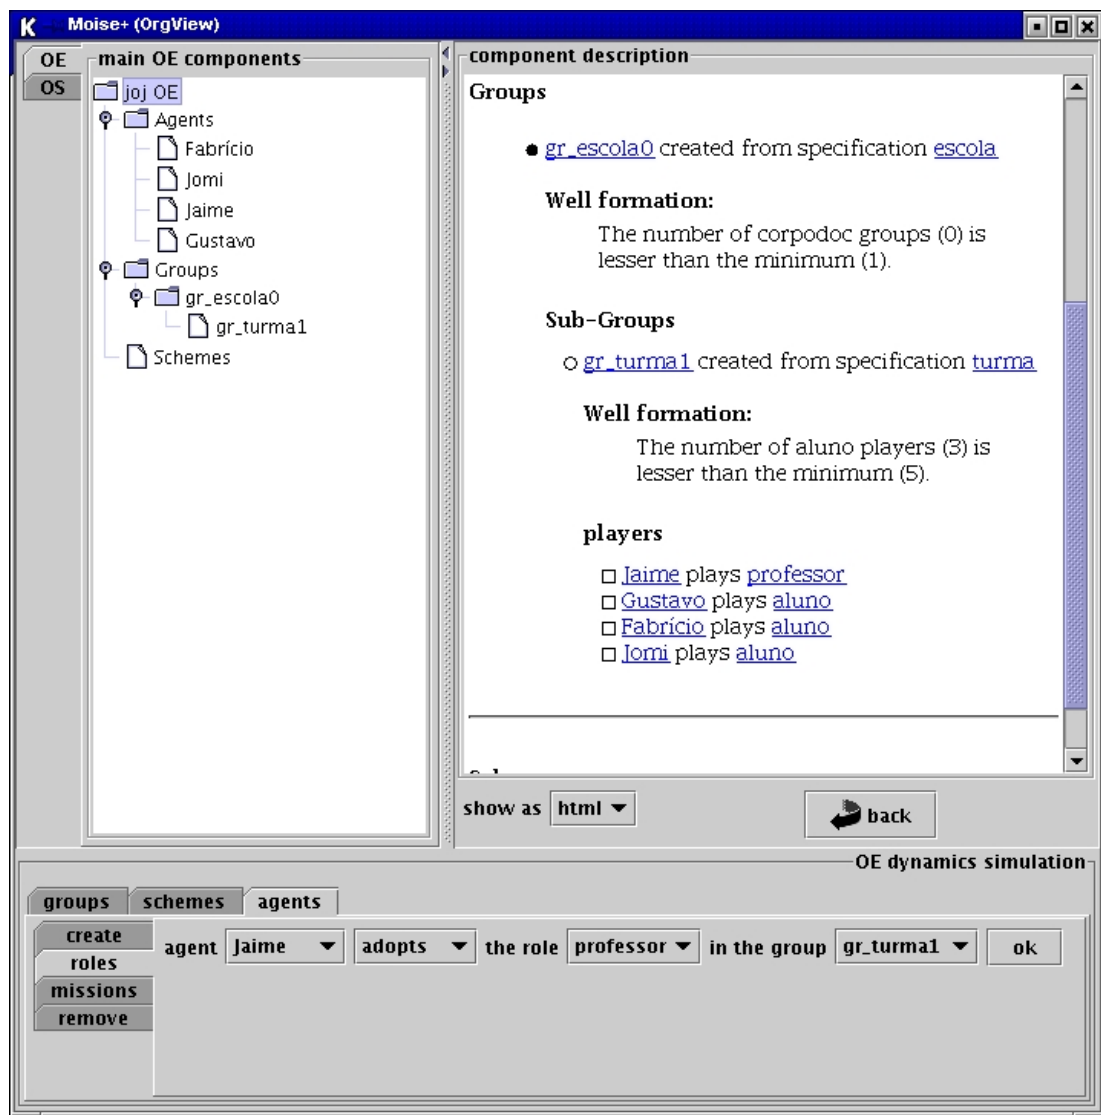 Moise+ (OrgView)
OE
OS
main OE components
joj OE
Agents
Fabrício
Jomi
Jaime
Gustavo
Groups
gr_escola0
gr_turma1
Schemes
component description
Groups
gr_escola0 created from specification escola
Well formation:
The number of corpodoc groups (0) is
lesser than the minimum (1).
Sub-Groups
gr_turma1 created from specification turma
Well formation:
The number of aluno players (3) is
lesser than the minimum (5).
players
Jaime plays professor
Gustavo plays aluno
Fabrício plays aluno
Jomi plays aluno
show as html back
OE dynamics simulation
groups schemes agents
create
roles
missions
remove
agent Jaime adopts the role professor in the group gr_turma1 ok